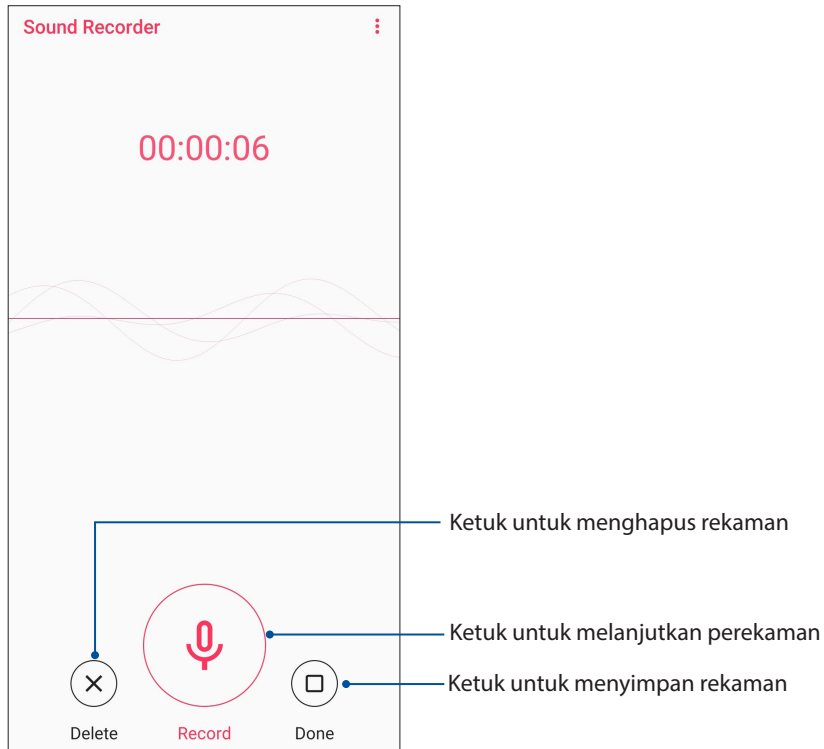 Sound Recorder
00:00:06
Ketuk untuk menghapus rekaman
Ketuk untuk melanjutkan perekaman
Ketuk untuk menyimpan rekaman
Delete Record Done